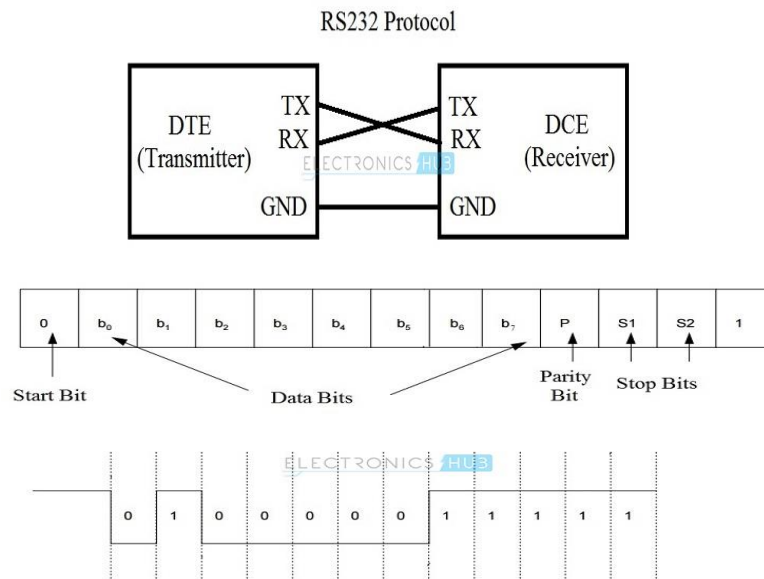 RS232 Protocol
TX TX
DTE DCE
RX RX
(Transmitter) (Receiver)
ELECTRONICS HUB
GND GND
0 b₀ b₁ b₂ b₃ b₄ b₅ b₆ b₇ P S1 S2 1
Start Bit Data Bits Parity Bit Stop Bits
ELECTRONICS HUB
0 1 0 0 0 0 0 1 1 1 1 1